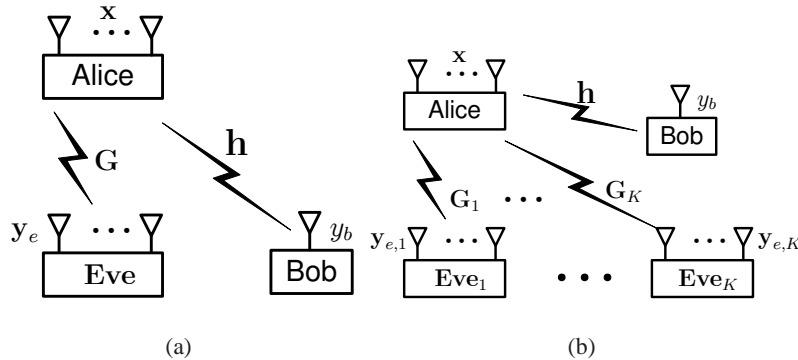 x
...
Alice
G
h
y_e
...
y_b
Eve
Bob
(a)
x
...
Alice
h
y_b
Bob
G_1
...
G_K
y_{e,1}
...
...
y_{e,K}
Eve_1
...
Eve_K
(b)